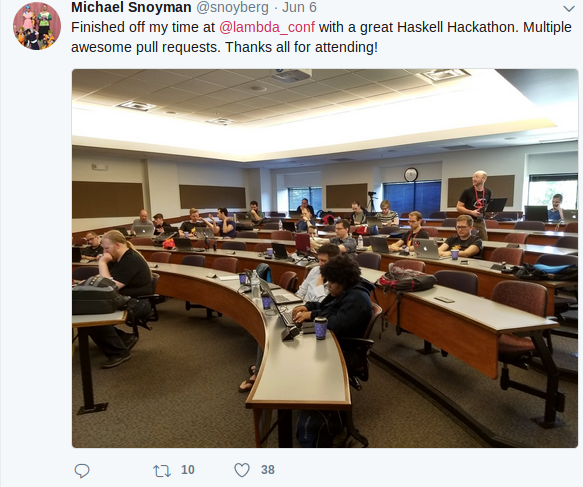 Michael Snoyman @snoyberg · Jun 6
Finished off my time at @lambda_conf with a great Haskell Hackathon. Multiple
awesome pull requests. Thanks all for attending!
10 38